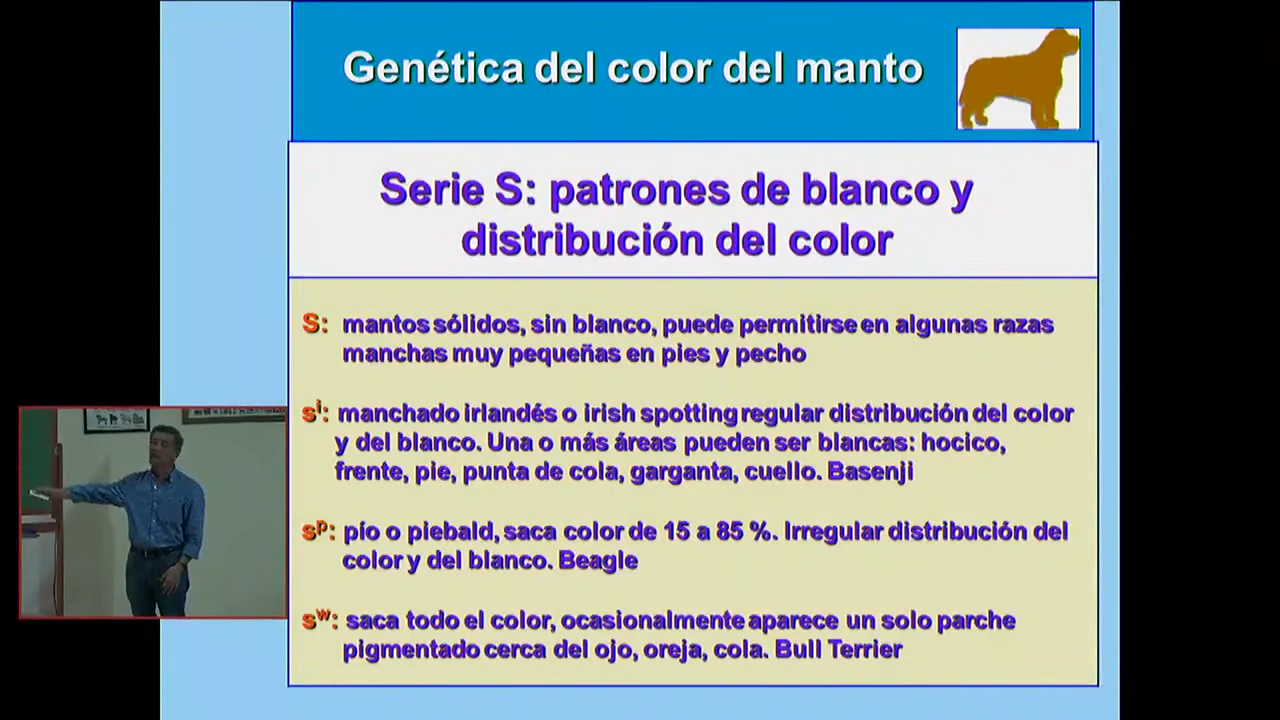 Genética del color del manto
Serie S: patrones de blanco y
distribución del color
S: mantos sólidos, sin blanco, puede permitirse en algunas razas
manchas muy pequeñas en pies y pecho
sⁱ: manchado irlandés o irish spotting regular distribución del color
y del blanco. Una o más áreas pueden ser blancas: hocico,
frente, pie, punta de cola, garganta, cuello. Basenji
sᵖ: pío o piebald, saca color de 15 a 85 %. Irregular distribución del
color y del blanco. Beagle
sʷ: saca todo el color, ocasionalmente aparece un solo parche
pigmentado cerca del ojo, oreja, cola. Bull Terrier